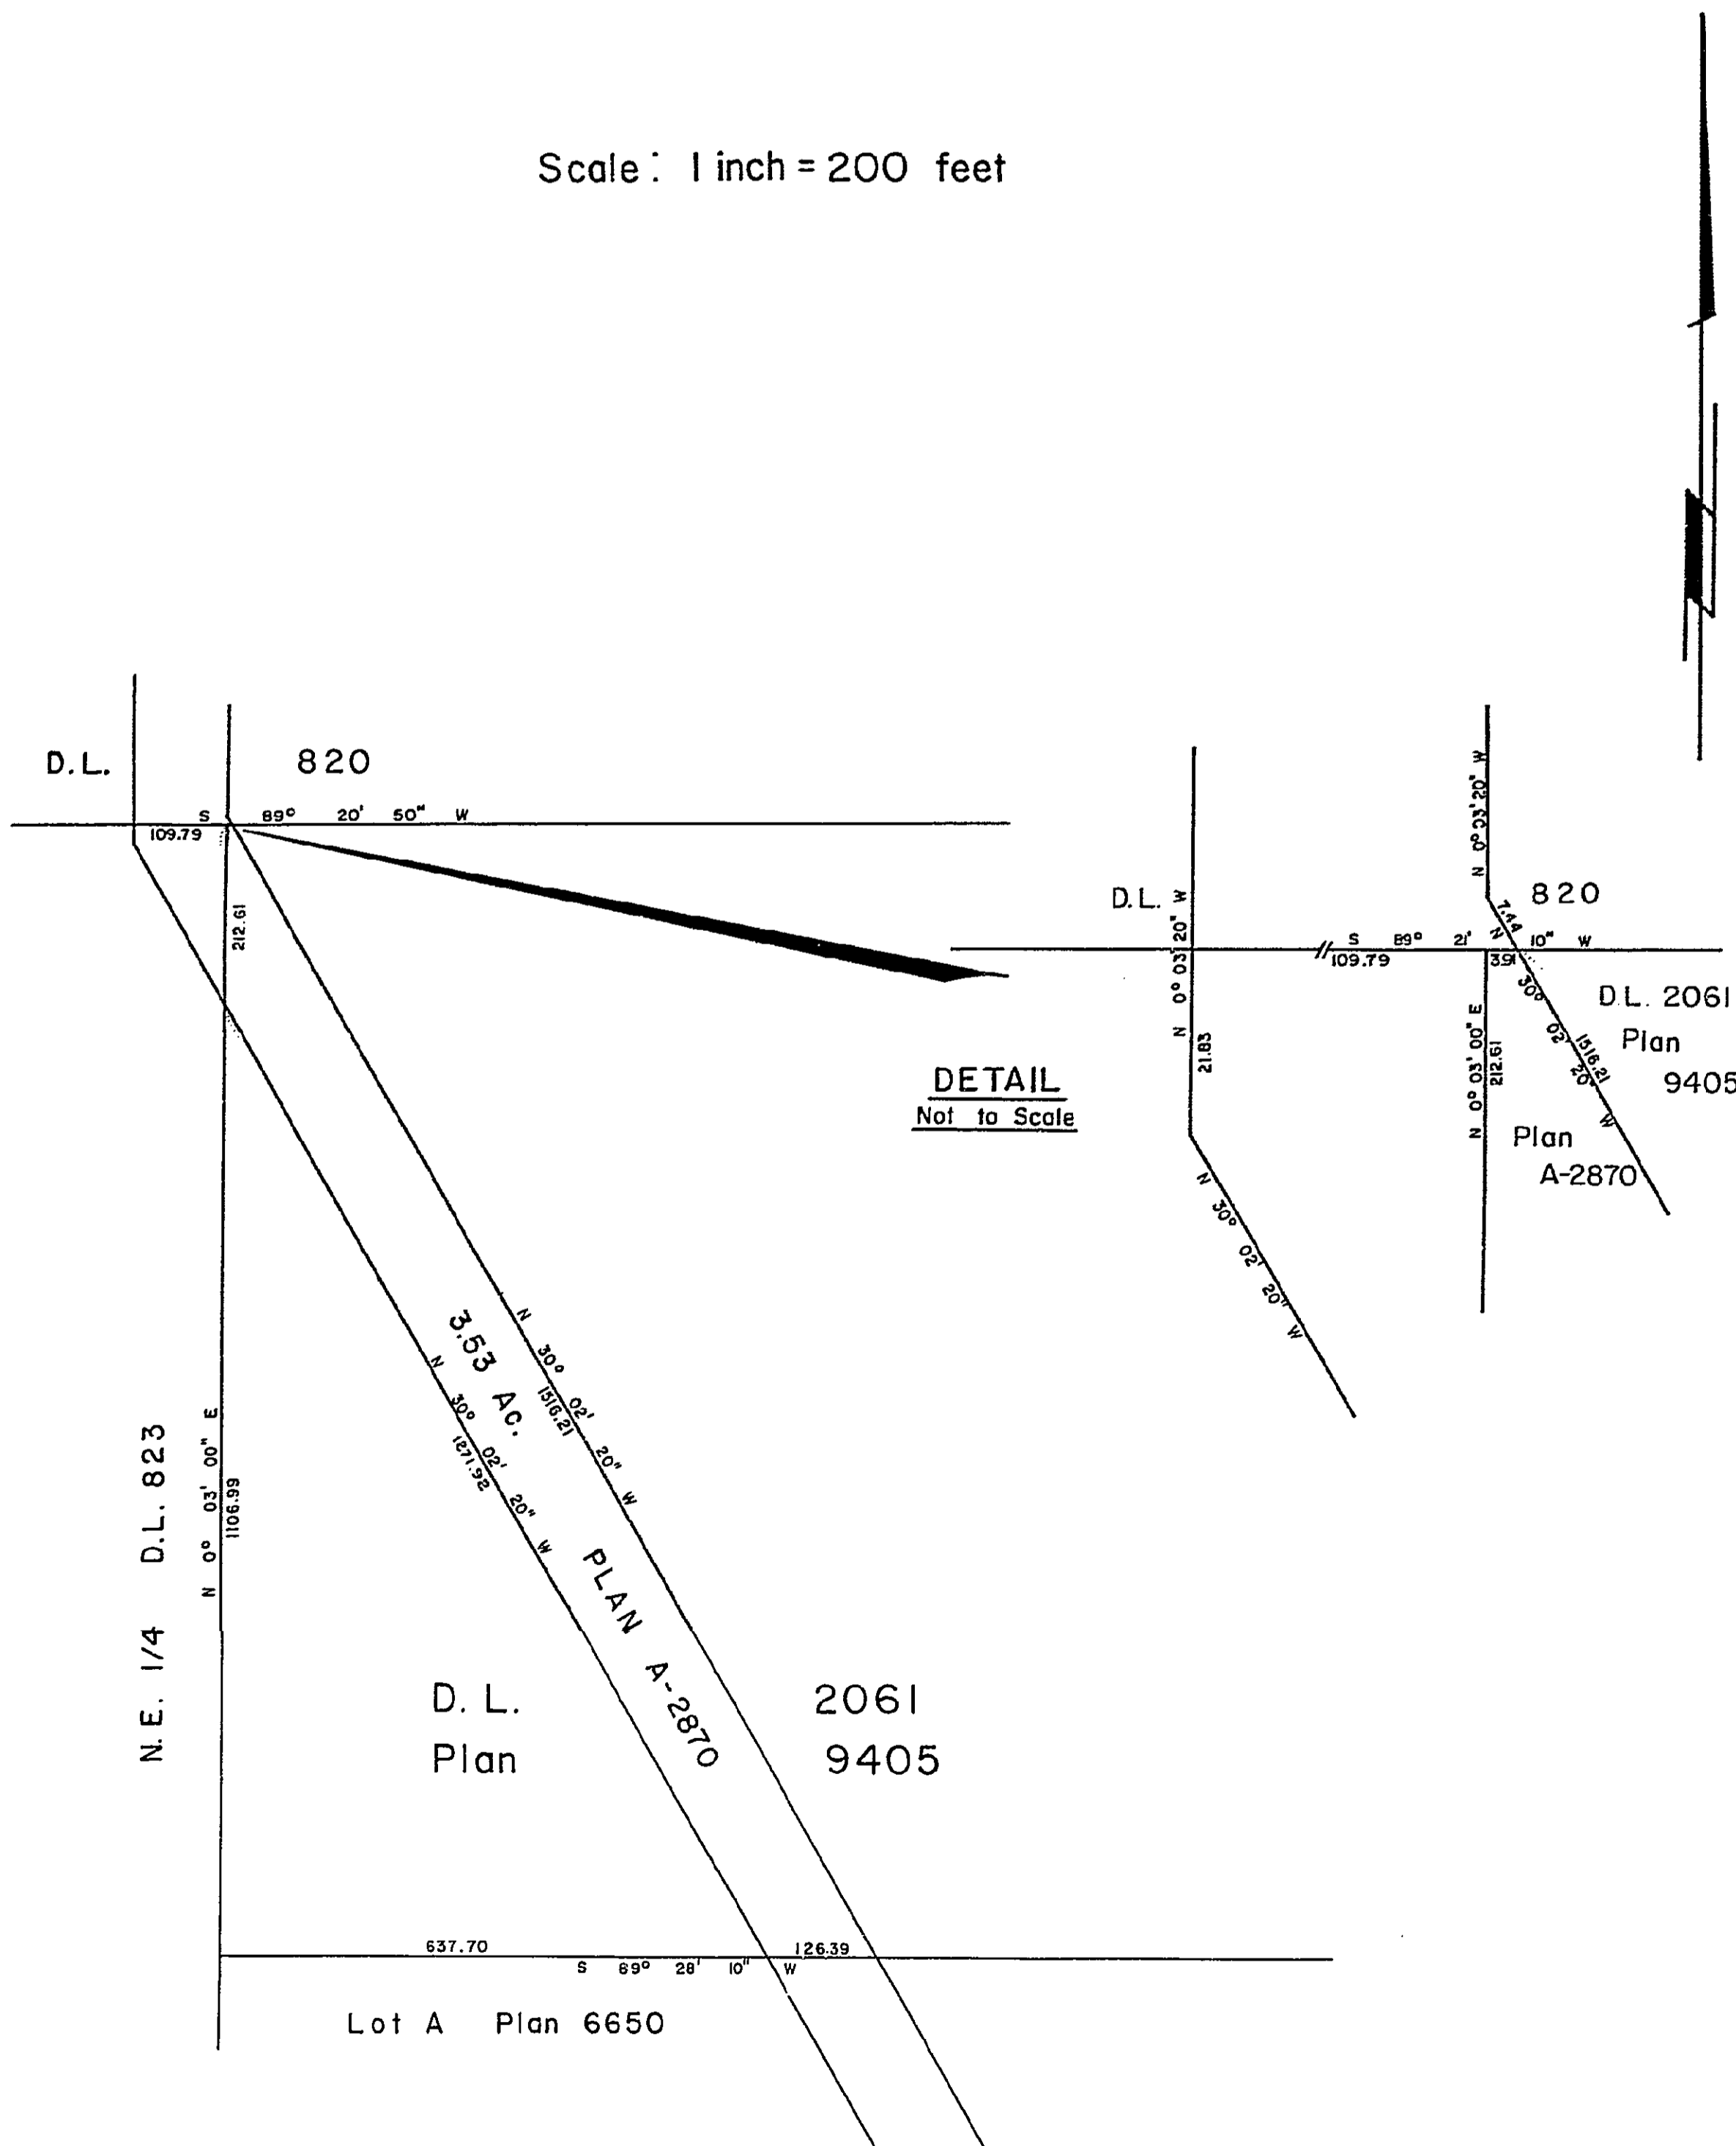 Scale: 1 inch = 200 feet
D.L. 820
S 89° 20' 50" W
109.79
212.61
D.L. 820
N 0° 03' 20" W
N 0° 03' 20" W
7.44
S 89° 21' 10" W
109.79
3.91
N 30° 02' 20" W
1516.21
D.L. 2061
Plan
9405
21.83
N 0° 03' 00" E
212.61
Plan
A-2870
DETAIL
Not to Scale
N 30° 02' 20" W
3.53 Ac.
N 30° 02' 20" W
1516.21
N 30° 02' 20" W
1271.92
N.E. 1/4 D.L. 823
N 0° 03' 00" E
1106.99
PLAN A-2870
D. L. 2061
Plan 9405
637.70
126.39
S 89° 28' 10" W
Lot A Plan 6650